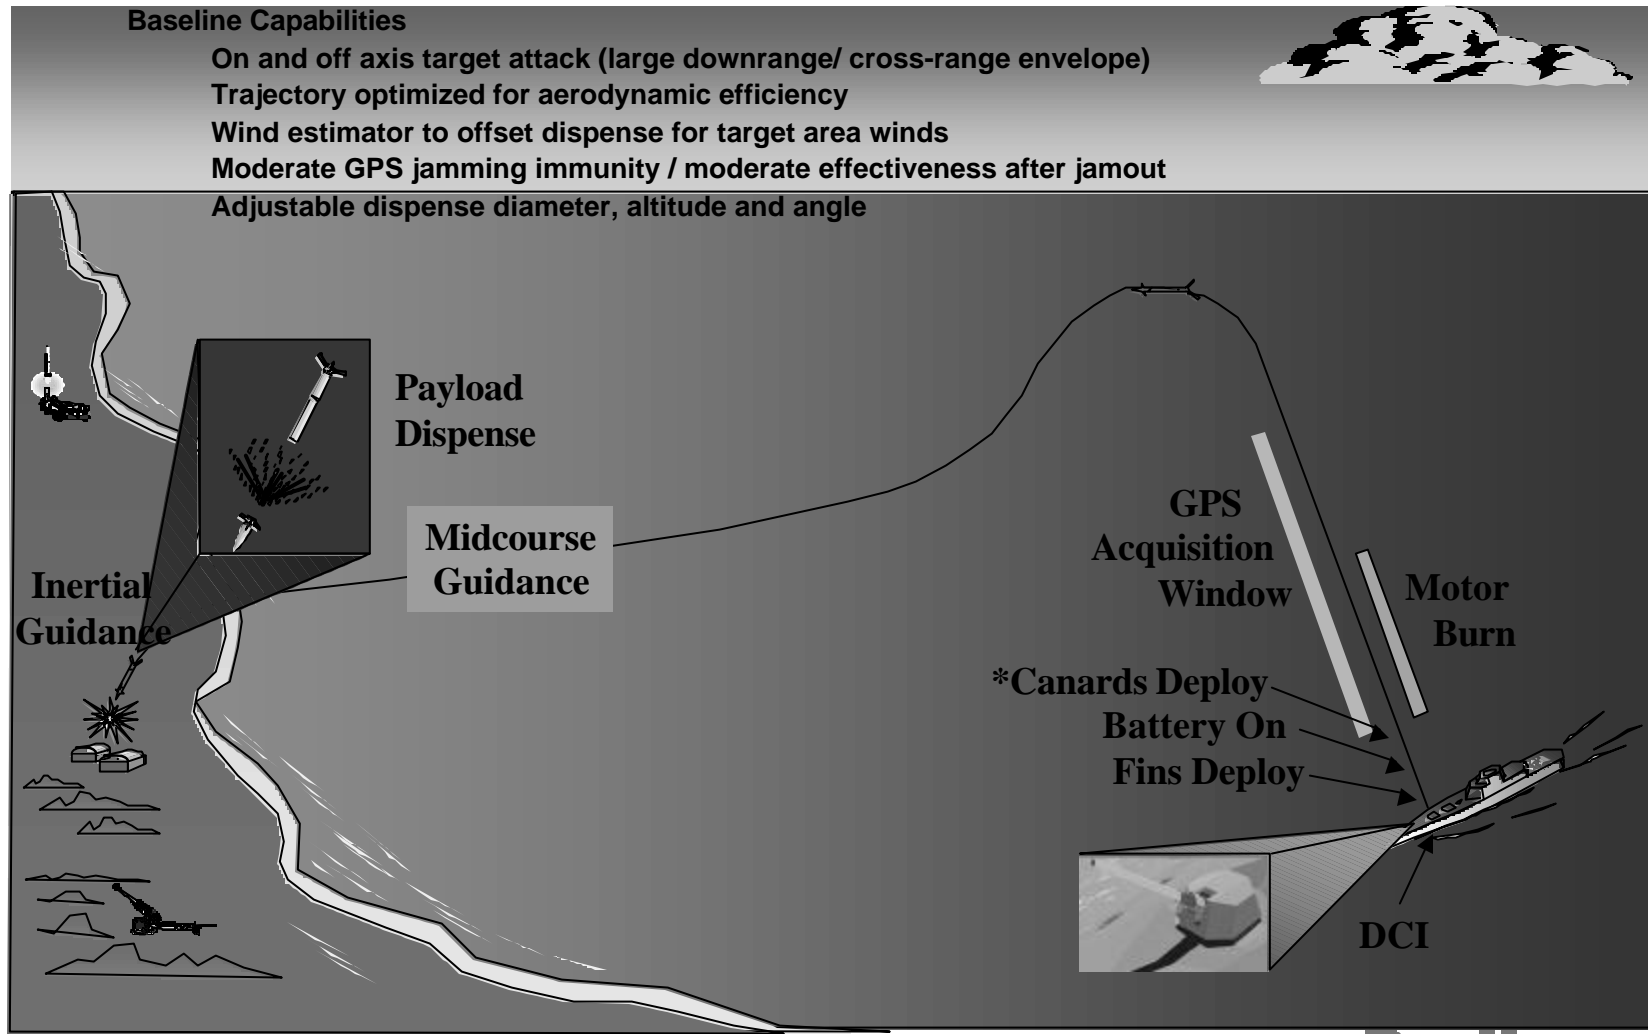 Baseline Capabilities
On and off axis target attack (large downrange/ cross-range envelope)
Trajectory optimized for aerodynamic efficiency
Wind estimator to offset dispense for target area winds
Moderate GPS jamming immunity / moderate effectiveness after jamout
Adjustable dispense diameter, altitude and angle
Payload
Dispense
Midcourse
Guidance
Inertial
Guidance
GPS
Acquisition
Window
Motor
Burn
*Canards Deploy
Battery On
Fins Deploy
DCI